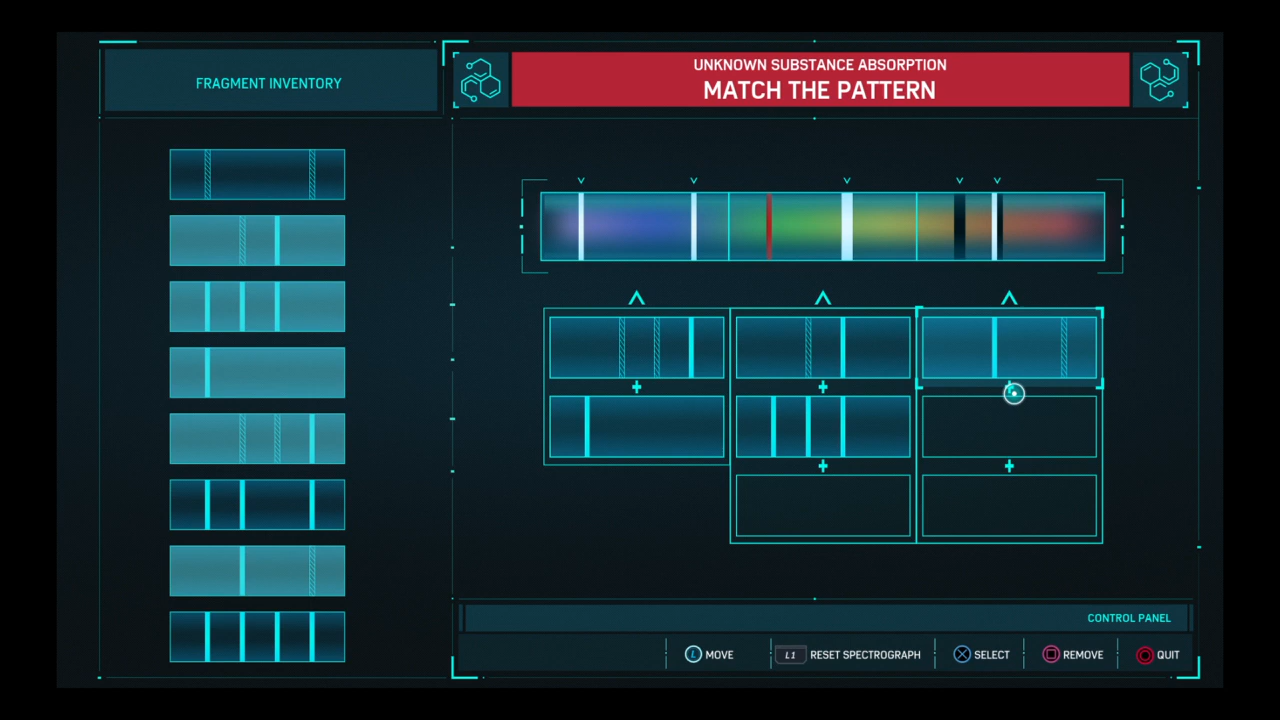 FRAGMENT INVENTORY
UNKNOWN SUBSTANCE ABSORPTION
MATCH THE PATTERN
CONTROL PANEL
L MOVE
L1 RESET SPECTROGRAPH
SELECT
REMOVE
QUIT